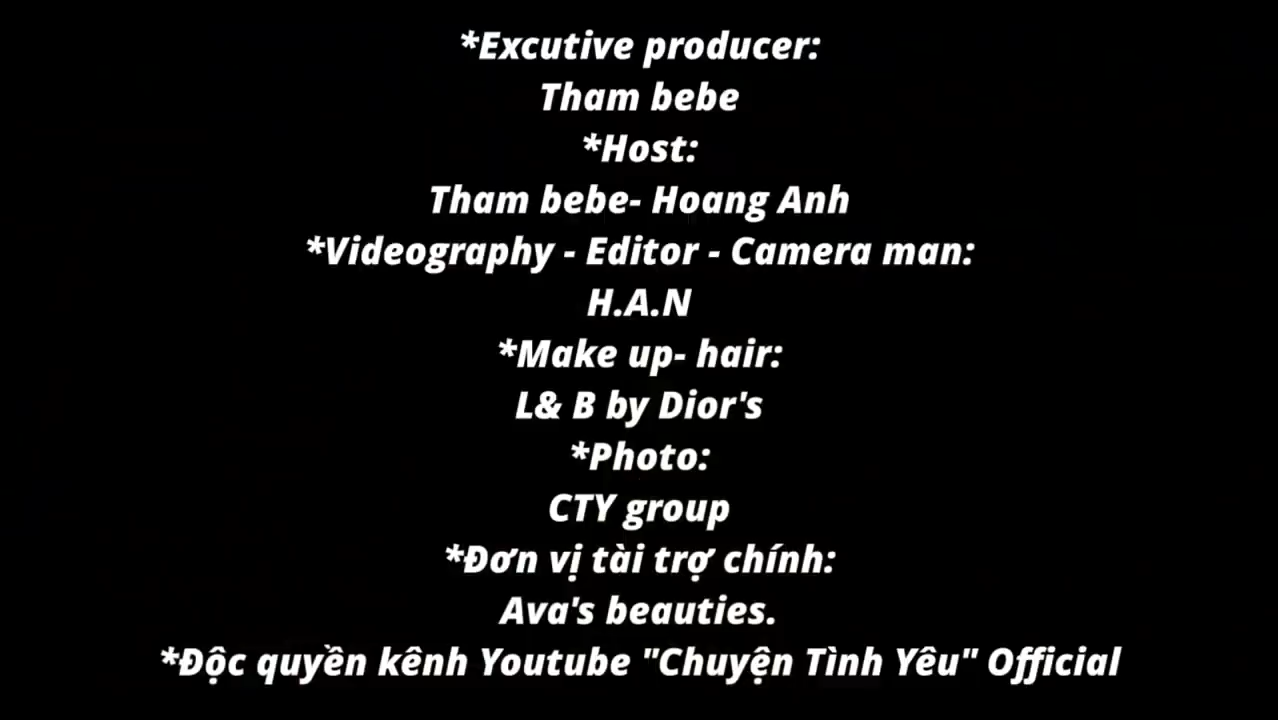 *Excutive producer:
Tham bebe
*Host:
Tham bebe- Hoang Anh
*Videography - Editor - Camera man:
H.A.N
*Make up- hair:
L& B by Dior's
*Photo:
CTY group
*Đơn vị tài trợ chính:
Ava's beauties.
*Độc quyền kênh Youtube "Chuyện Tình Yêu" Official